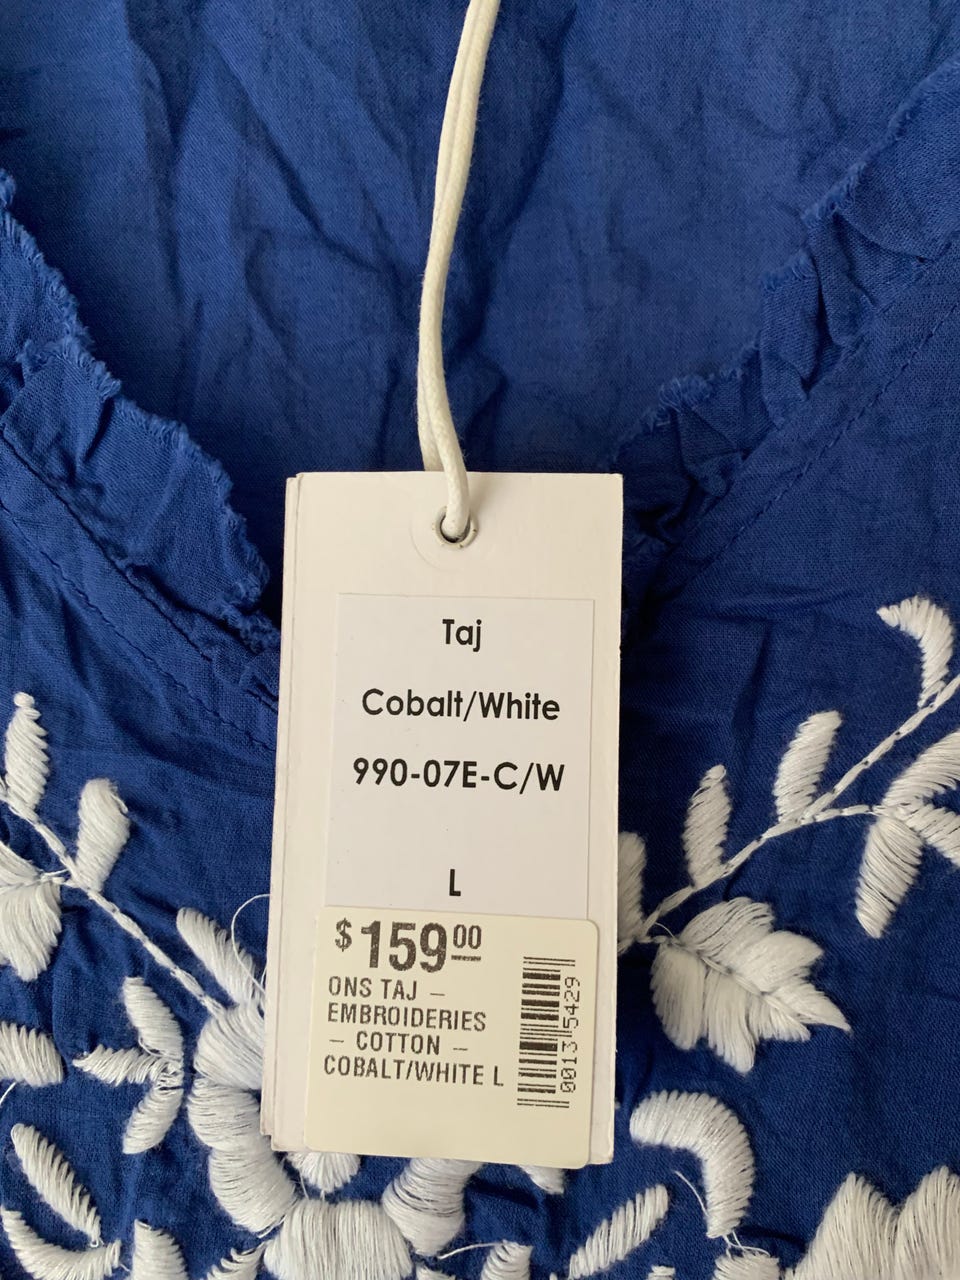 Taj
Cobalt/White
990-07E-C/W
L
$159.00
ONS TAJ –
EMBROIDERIES
– COTTON –
COBALT/WHITE L
00135429